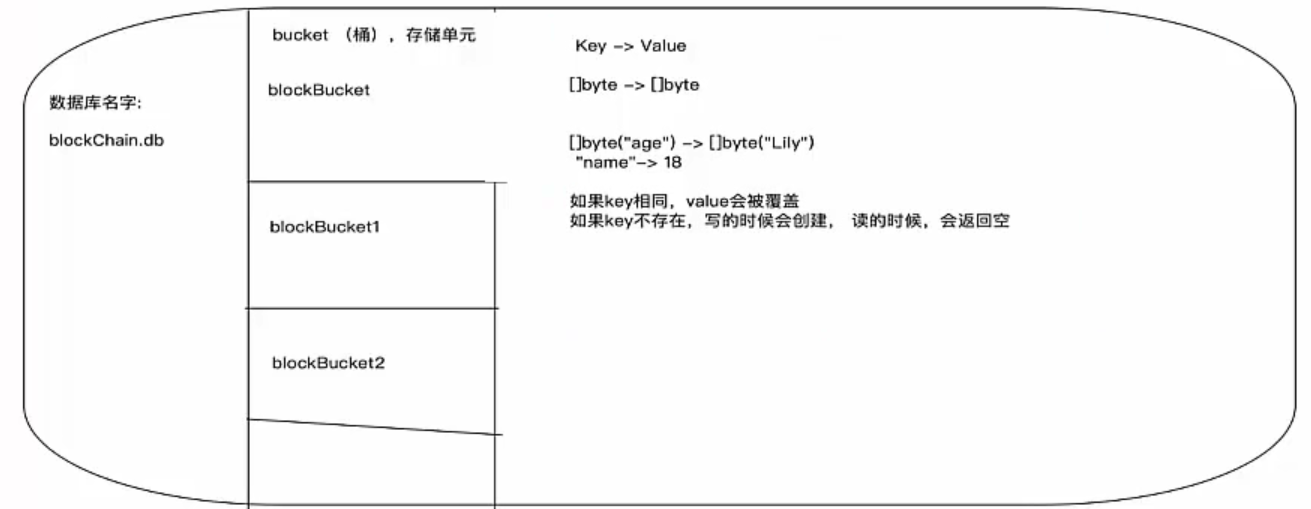 数据库名字:
blockChain.db
bucket （桶），存储单元
blockBucket
blockBucket1
blockBucket2
Key -> Value
[]byte -> []byte
[]byte("age") -> []byte("Lily")
"name"-> 18
如果key相同，value会被覆盖
如果key不存在，写的时候会创建， 读的时候，会返回空